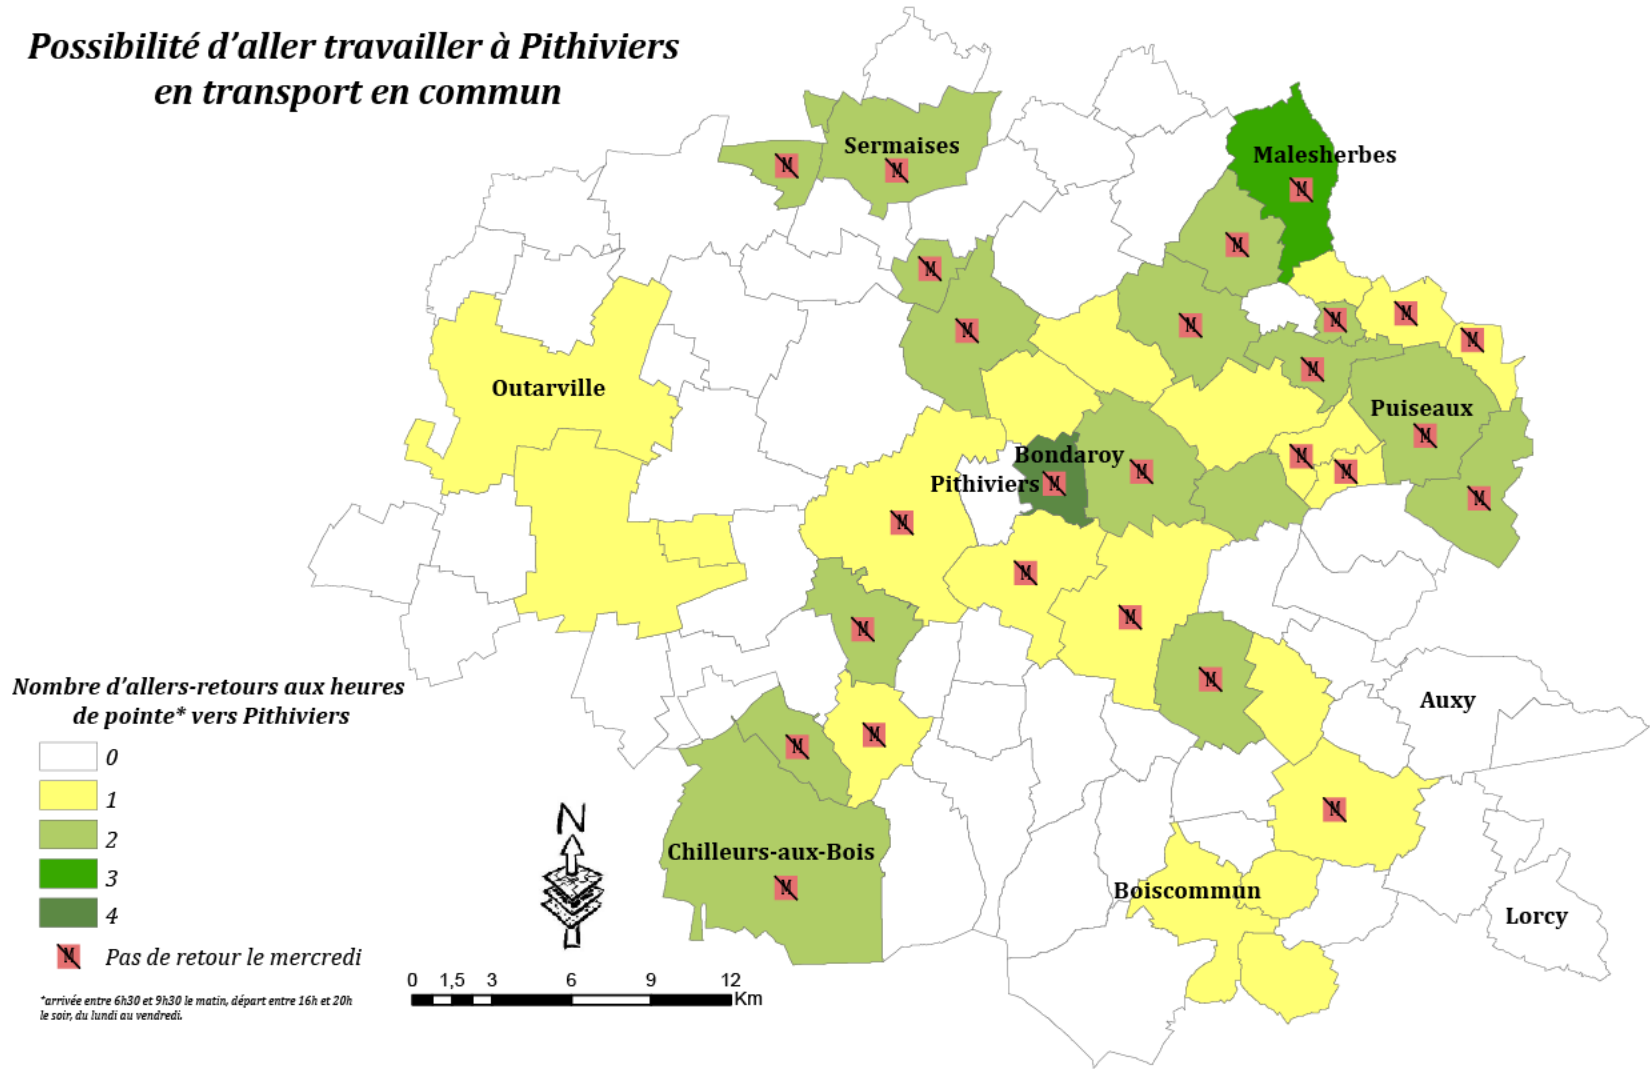 Possibilité d'aller travailler à Pithiviers
en transport en commun
Sermaises
M
M
Malesherbes
M
M
M
M
M
M
M
M
M
Outarville
M
Puiseaux
M
Bondaroy
M
M
M
Pithiviers
M
M
M
M
M
M
M
Nombre d'allers-retours aux heures
de pointe* vers Pithiviers
Auxy
M
M
0
1
2
3
4
M
Chilleurs-aux-Bois
M
Boiscommun
Lorcy
N
M Pas de retour le mercredi
0 1,5 3 6 9 12
Km
*arrivée entre 6h30 et 9h30 le matin, départ entre 16h et 20h
le soir, du lundi au vendredi.